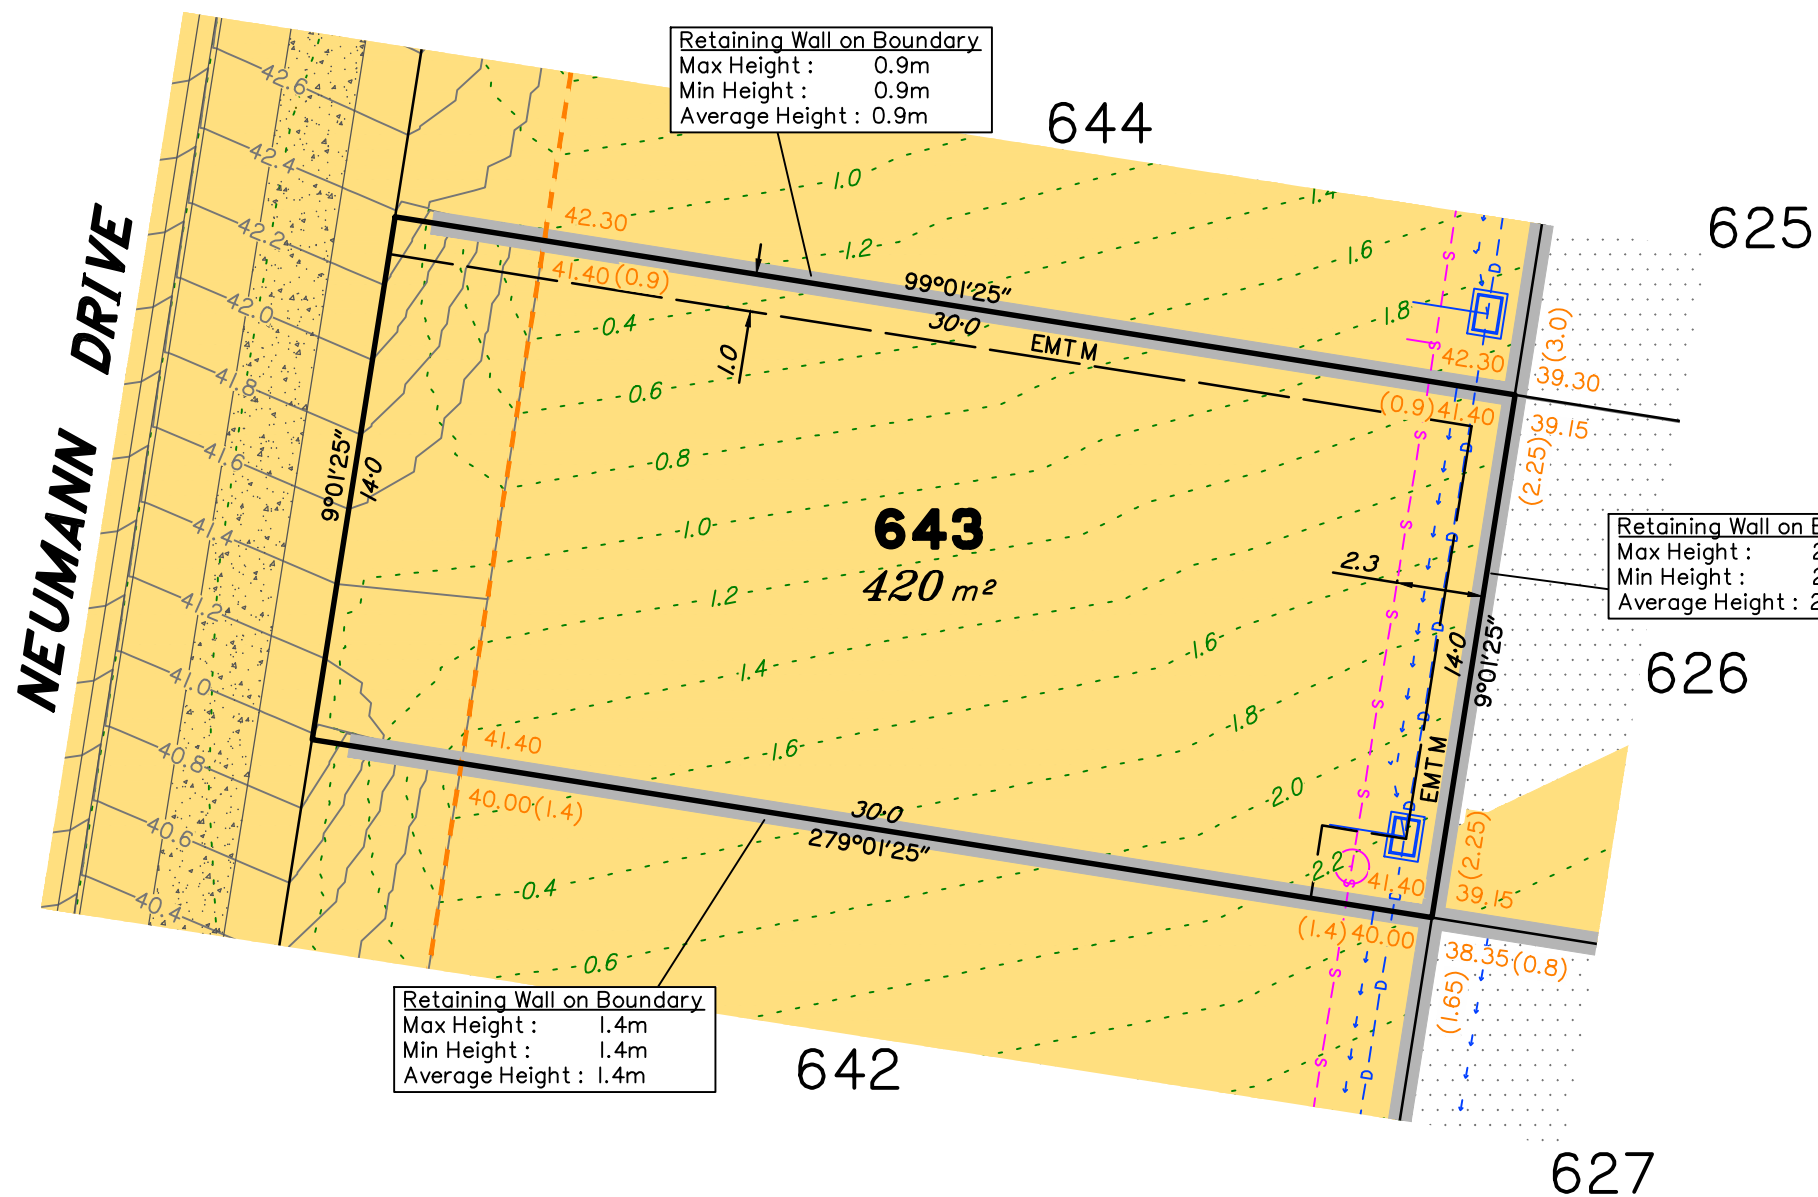 Retaining Wall on Boundary
Max Height : 0.9m
Min Height : 0.9m
Average Height : 0.9m
644
625
NEUMANN DRIVE
42.6
42.4
42.2
42.0
41.8
41.6
41.4
41.2
41.0
40.8
40.6
40.4
1.0
1.2
1.4
1.6
1.8
42.30
41.40 (0.9)
99°01'25"
30·0
EMT M
1.0
S
D
S
42.30
(3.0)
39.30
(0.9) 41.40
39.15
(2.25)
0.4
0.6
0.8
1.0
1.2
1.4
1.6
1.6
1.8
2.0
2.2
9°01'25"
14·0
643
420 m²
2.3
S
D
S
D
S
D
S
D
14·0
9°01'25"
EMT M
Retaining Wall on
Max Height :
Min Height :
Average Height :
626
41.40
40.00 (1.4)
30·0
279°01'25"
D
S
41.40
(2.25)
39.15
(1.4) 40.00
38.35 (0.8)
(1.65)
0.4
0.6
S
D
S
D
Retaining Wall on Boundary
Max Height : 1.4m
Min Height : 1.4m
Average Height : 1.4m
642
627